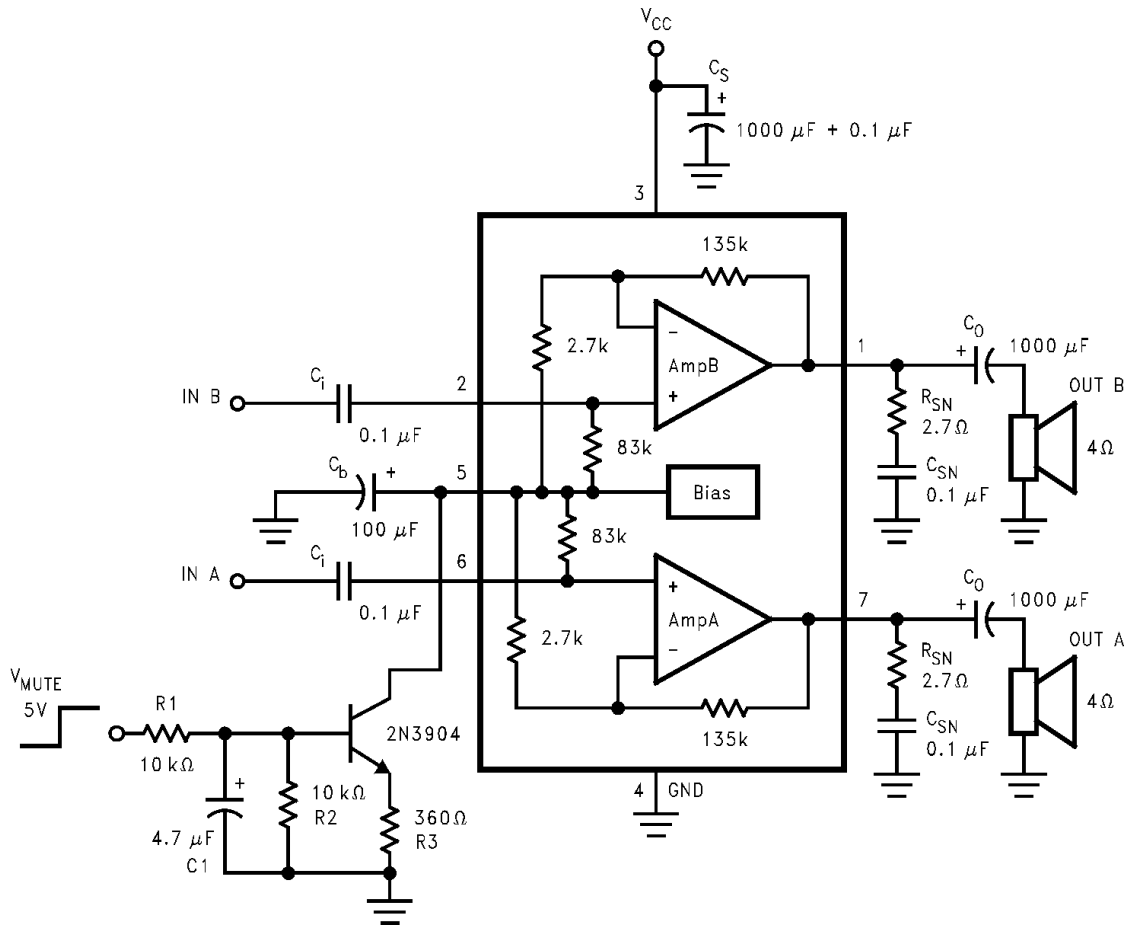 V_CC
C_S
+
1000 µF + 0.1 µF
3
135k
2.7k
−
AmpB
+
1
C_O
+
1000 µF
OUT B
4Ω
R_SN
2.7Ω
C_SN
0.1 µF
IN B
C_i
0.1 µF
2
83k
C_b
+
100 µF
5
Bias
83k
IN A
C_i
0.1 µF
6
+
AmpA
−
2.7k
135k
7
C_O
+
1000 µF
OUT A
4Ω
R_SN
2.7Ω
C_SN
0.1 µF
V_MUTE
5V
R1
10 kΩ
2N3904
+
4.7 µF
C1
10 kΩ
R2
360Ω
R3
4
GND